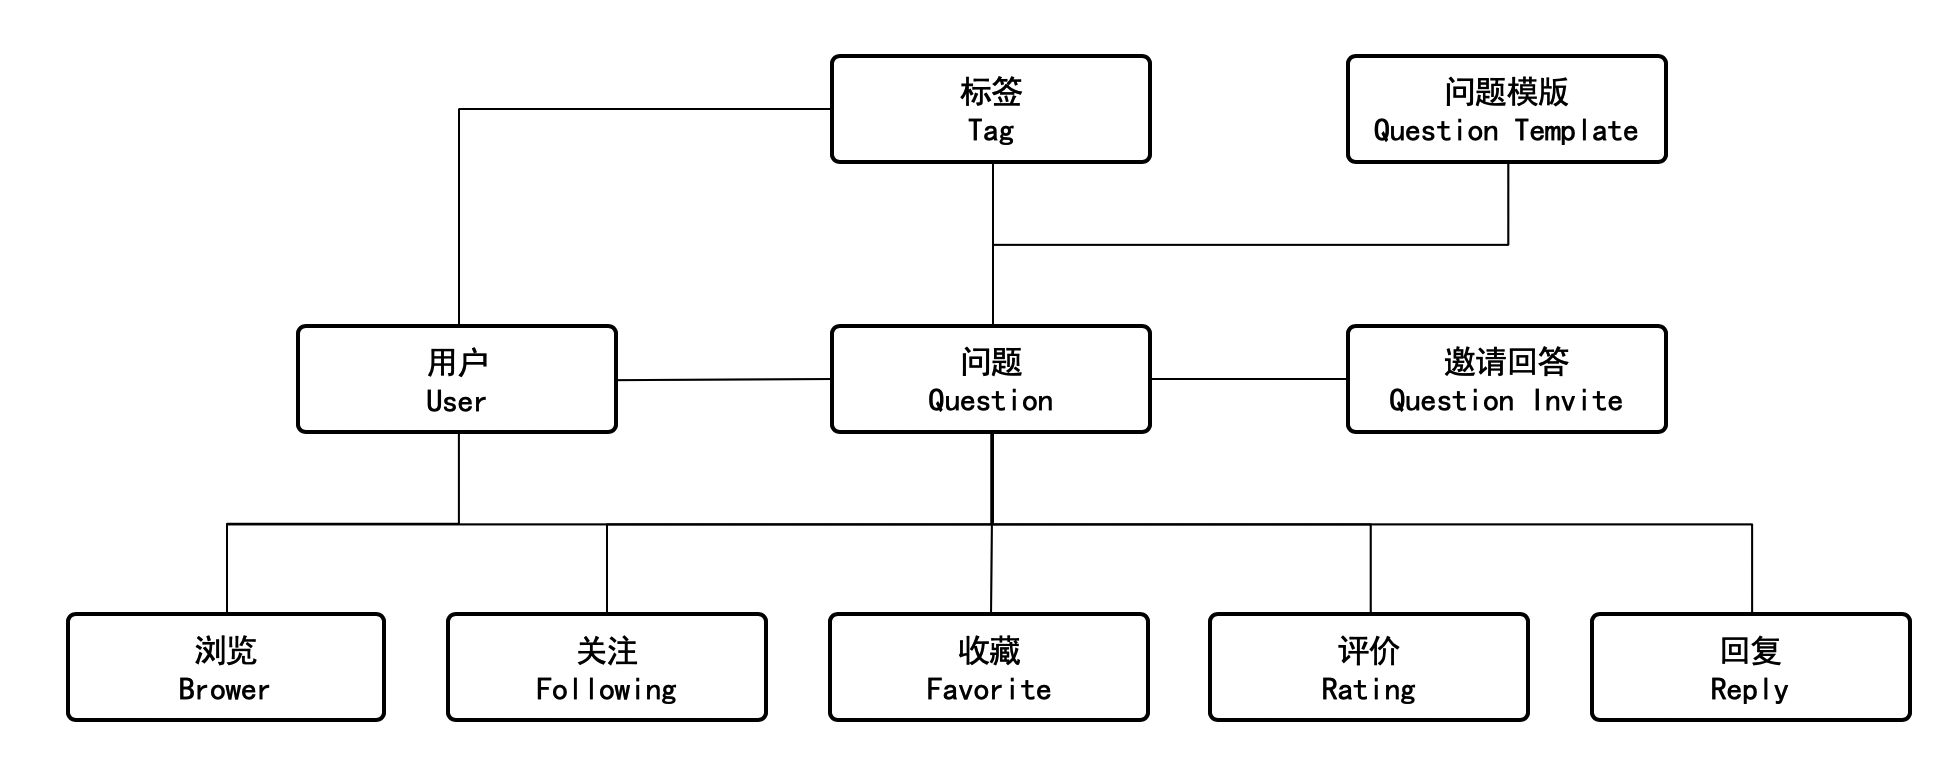 标签
Tag
问题模版
Question Template
用户
User
问题
Question
邀请回答
Question Invite
浏览
Brower
关注
Following
收藏
Favorite
评价
Rating
回复
Reply